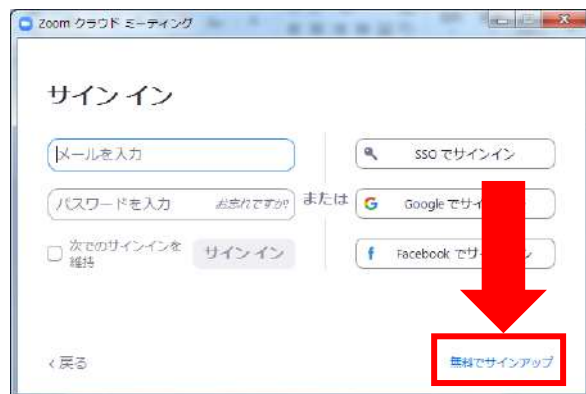 Zoom クラウド ミーティング
サイン イン
メールを入力
パスワードを入力 お忘れですか?
次でのサインインを
維持
サイン イン
または
SSO でサインイン
Google でサイ
Facebook でサ ン
< 戻る
無料でサインアップ